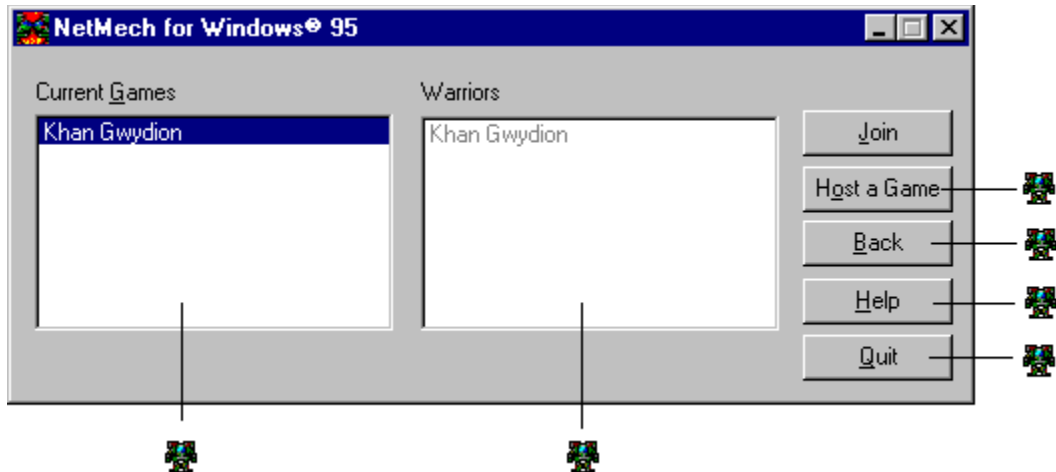 NetMech for Windows® 95
Current Games
Warriors
Khan Gwydion
Khan Gwydion
Join
Host a Game
Back
Help
Quit